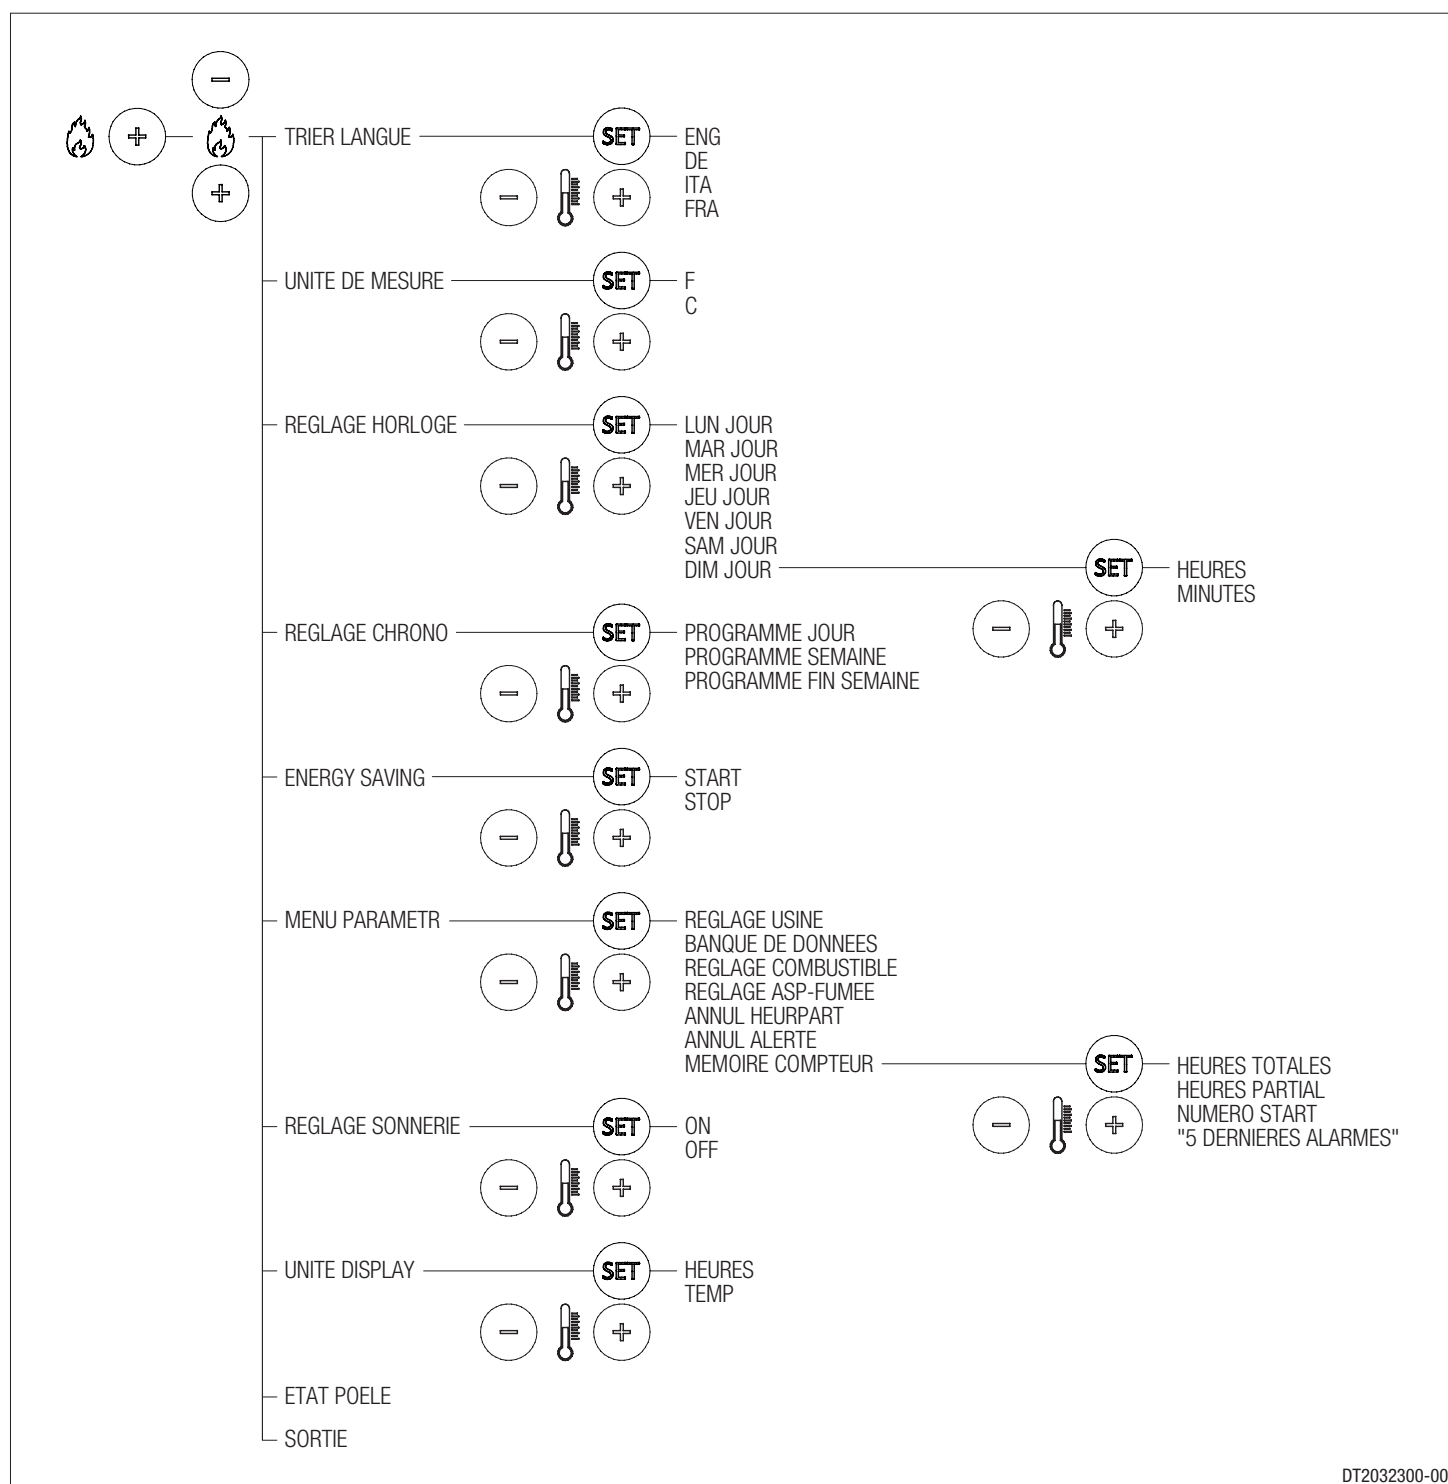 TRIER LANGUE SET ENG
DE
ITA
FRA
UNITE DE MESURE SET F
C
REGLAGE HORLOGE SET LUN JOUR
MAR JOUR
MER JOUR
JEU JOUR
VEN JOUR
SAM JOUR
DIM JOUR SET HEURES
MINUTES
REGLAGE CHRONO SET PROGRAMME JOUR
PROGRAMME SEMAINE
PROGRAMME FIN SEMAINE
ENERGY SAVING SET START
STOP
MENU PARAMETR SET REGLAGE USINE
BANQUE DE DONNEES
REGLAGE COMBUSTIBLE
REGLAGE ASP-FUMEE
ANNUL HEURPART
ANNUL ALERTE
MEMOIRE COMPTEUR SET HEURES TOTALES
HEURES PARTIAL
NUMERO START
"5 DERNIERES ALARMES"
REGLAGE SONNERIE SET ON
OFF
UNITE DISPLAY SET HEURES
TEMP
ETAT POELE
SORTIE
DT2032300-00